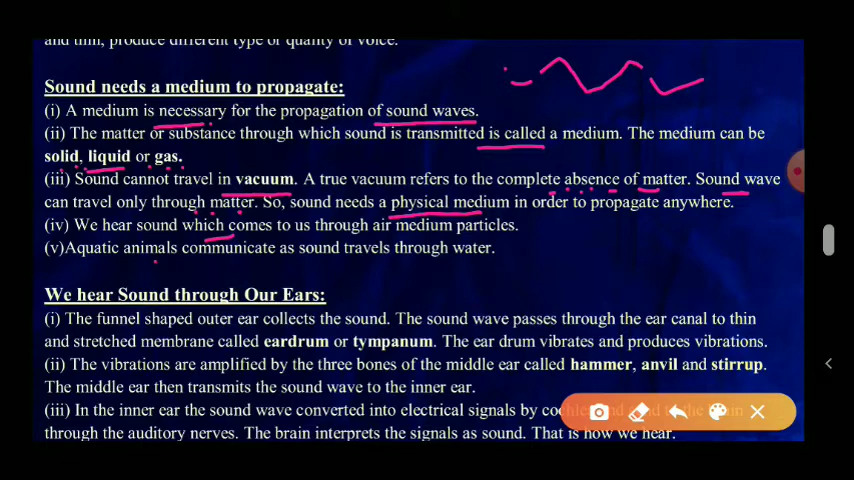 and thin, produce different type or quality of voice.
Sound needs a medium to propagate:
(i) A medium is necessary for the propagation of sound waves.
(ii) The matter or substance through which sound is transmitted is called a medium. The medium can be
solid, liquid or gas.
(iii) Sound cannot travel in vacuum. A true vacuum refers to the complete absence of matter. Sound wave
can travel only through matter. So, sound needs a physical medium in order to propagate anywhere.
(iv) We hear sound which comes to us through air medium particles.
(v)Aquatic animals communicate as sound travels through water.
We hear Sound through Our Ears:
(i) The funnel shaped outer ear collects the sound. The sound wave passes through the ear canal to thin
and stretched membrane called eardrum or tympanum. The ear drum vibrates and produces vibrations.
(ii) The vibrations are amplified by the three bones of the middle ear called hammer, anvil and stirrup.
The middle ear then transmits the sound wave to the inner ear.
(iii) In the inner ear the sound wave converted into electrical signals by
through the auditory nerves. The brain interprets the signals as sound. That is how we hear.